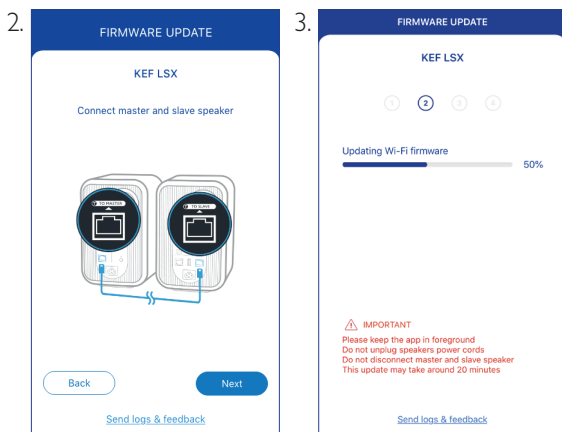 2.
FIRMWARE UPDATE
KEF LSX
Connect master and slave speaker
TO MASTER
TO SLAVE
Back
Next
Send logs & feedback
3.
FIRMWARE UPDATE
KEF LSX
1 2 3 4
Updating Wi-Fi firmware
50%
IMPORTANT
Please keep the app in foreground
Do not unplug speakers power cords
Do not disconnect master and slave speaker
This update may take around 20 minutes
Send logs & feedback